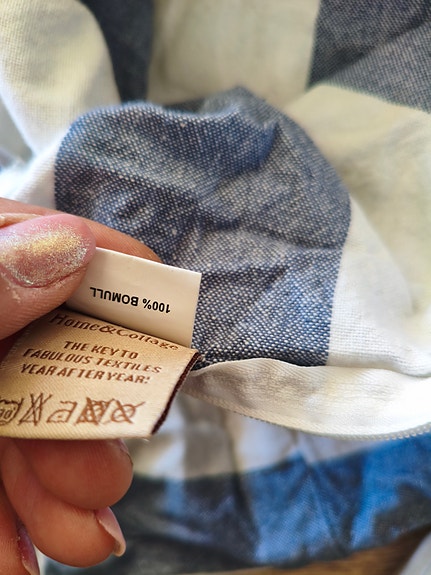 100% BOMULL
Home&Cottage
THE KEY TO
FABULOUS TEXTILES
YEAR AFTER YEAR: